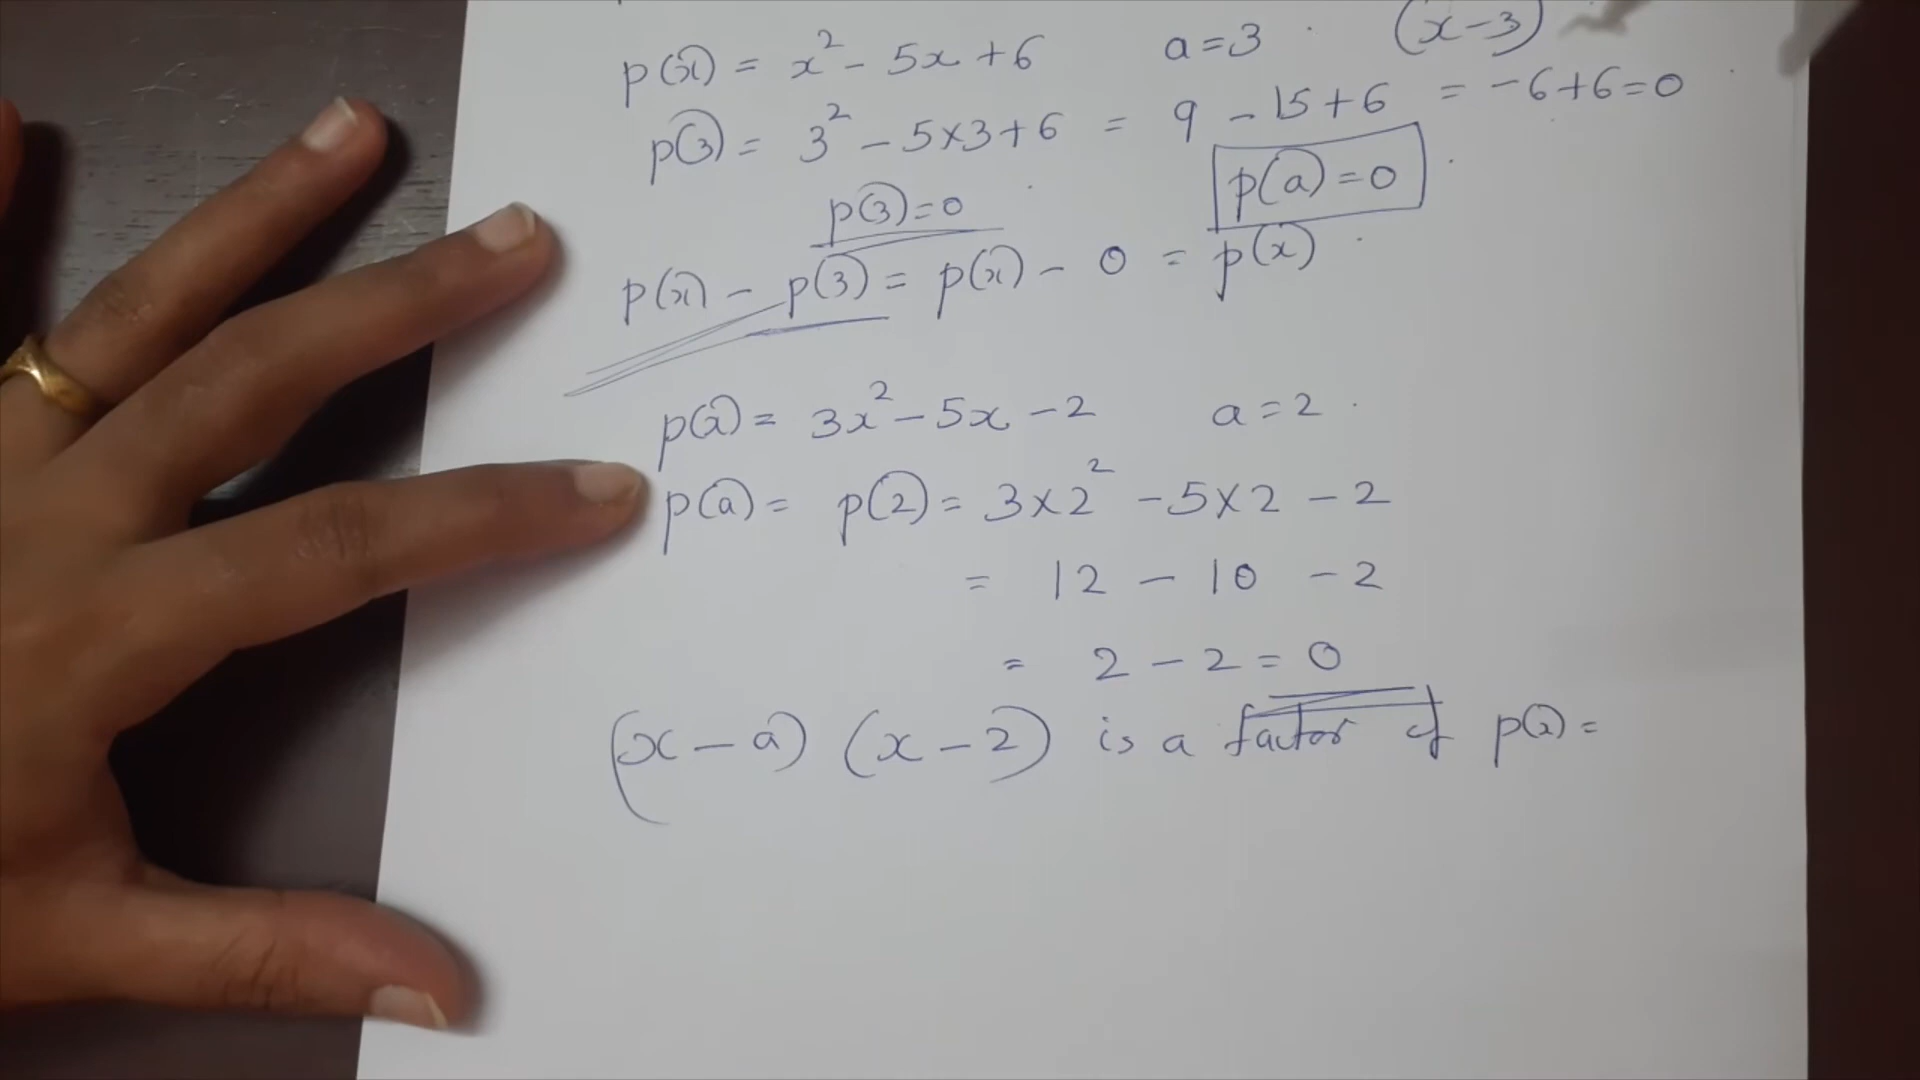 p(x) = x² - 5x + 6 a = 3 (x - 3)
p(3) = 3² - 5×3 + 6 = 9 - 15 + 6 = -6 + 6 = 0
p(3) = 0 p(a) = 0
p(x) - p(3) = p(x) - 0 = p(x)
p(x) = 3x² - 5x - 2 a = 2
p(a) = p(2) = 3×2² - 5×2 - 2
= 12 - 10 - 2
= 2 - 2 = 0
(x - a) (x - 2) is a factor of p(x) =